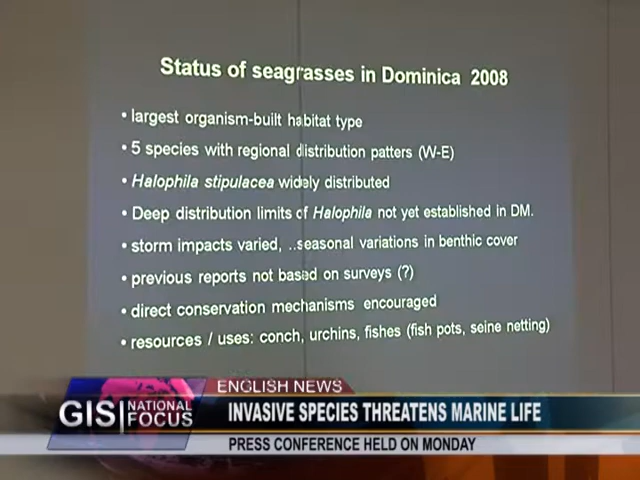 Status of seagrasses in Dominica 2008
• largest organism-built habitat type
• 5 species with regional distribution patters (W-E)
• Halophila stipulacea widely distributed
• Deep distribution limits of Halophila not yet established in DM.
• storm impacts varied, ..seasonal variations in benthic cover
• previous reports not based on surveys (?)
• direct conservation mechanisms encouraged
• resources / uses: conch, urchins, fishes (fish pots, seine netting)
ENGLISH NEWS
GIS NATIONAL FOCUS
INVASIVE SPECIES THREATENS MARINE LIFE
PRESS CONFERENCE HELD ON MONDAY